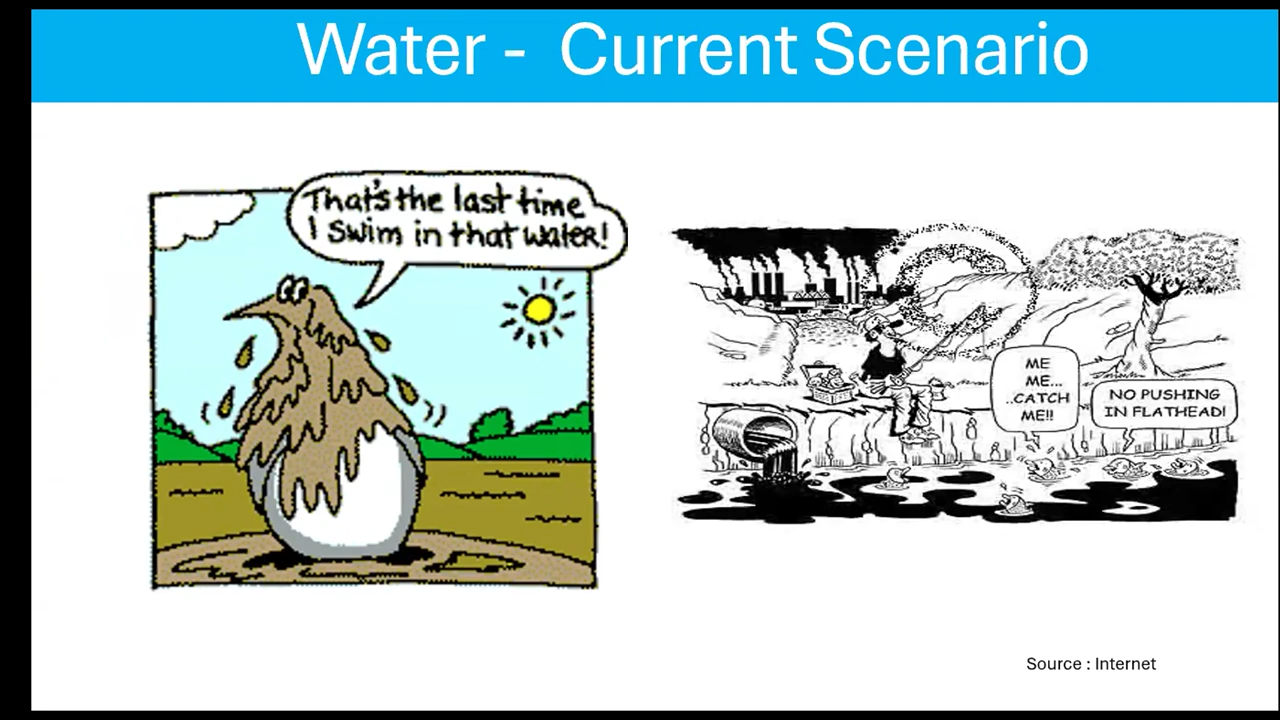 Water - Current Scenario
That's the last time
I swim in that water!
ME
ME...
..CATCH
ME!!
NO PUSHING
IN FLATHEAD!
Source : Internet